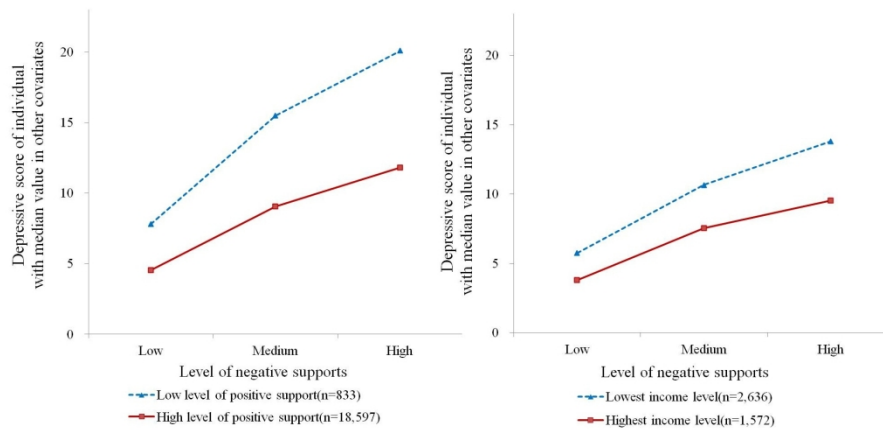 Depressive score of individual
with median value in other covariates
20
15
10
5
0
Low
Medium
High
Level of negative supports
Low level of positive support(n=833)
High level of positive support(n=18,597)
Depressive score of individual
with median value in other covariates
20
15
10
5
0
Low
Medium
High
Level of negative supports
Lowest income level(n=2,636)
Highest income level(n=1,572)